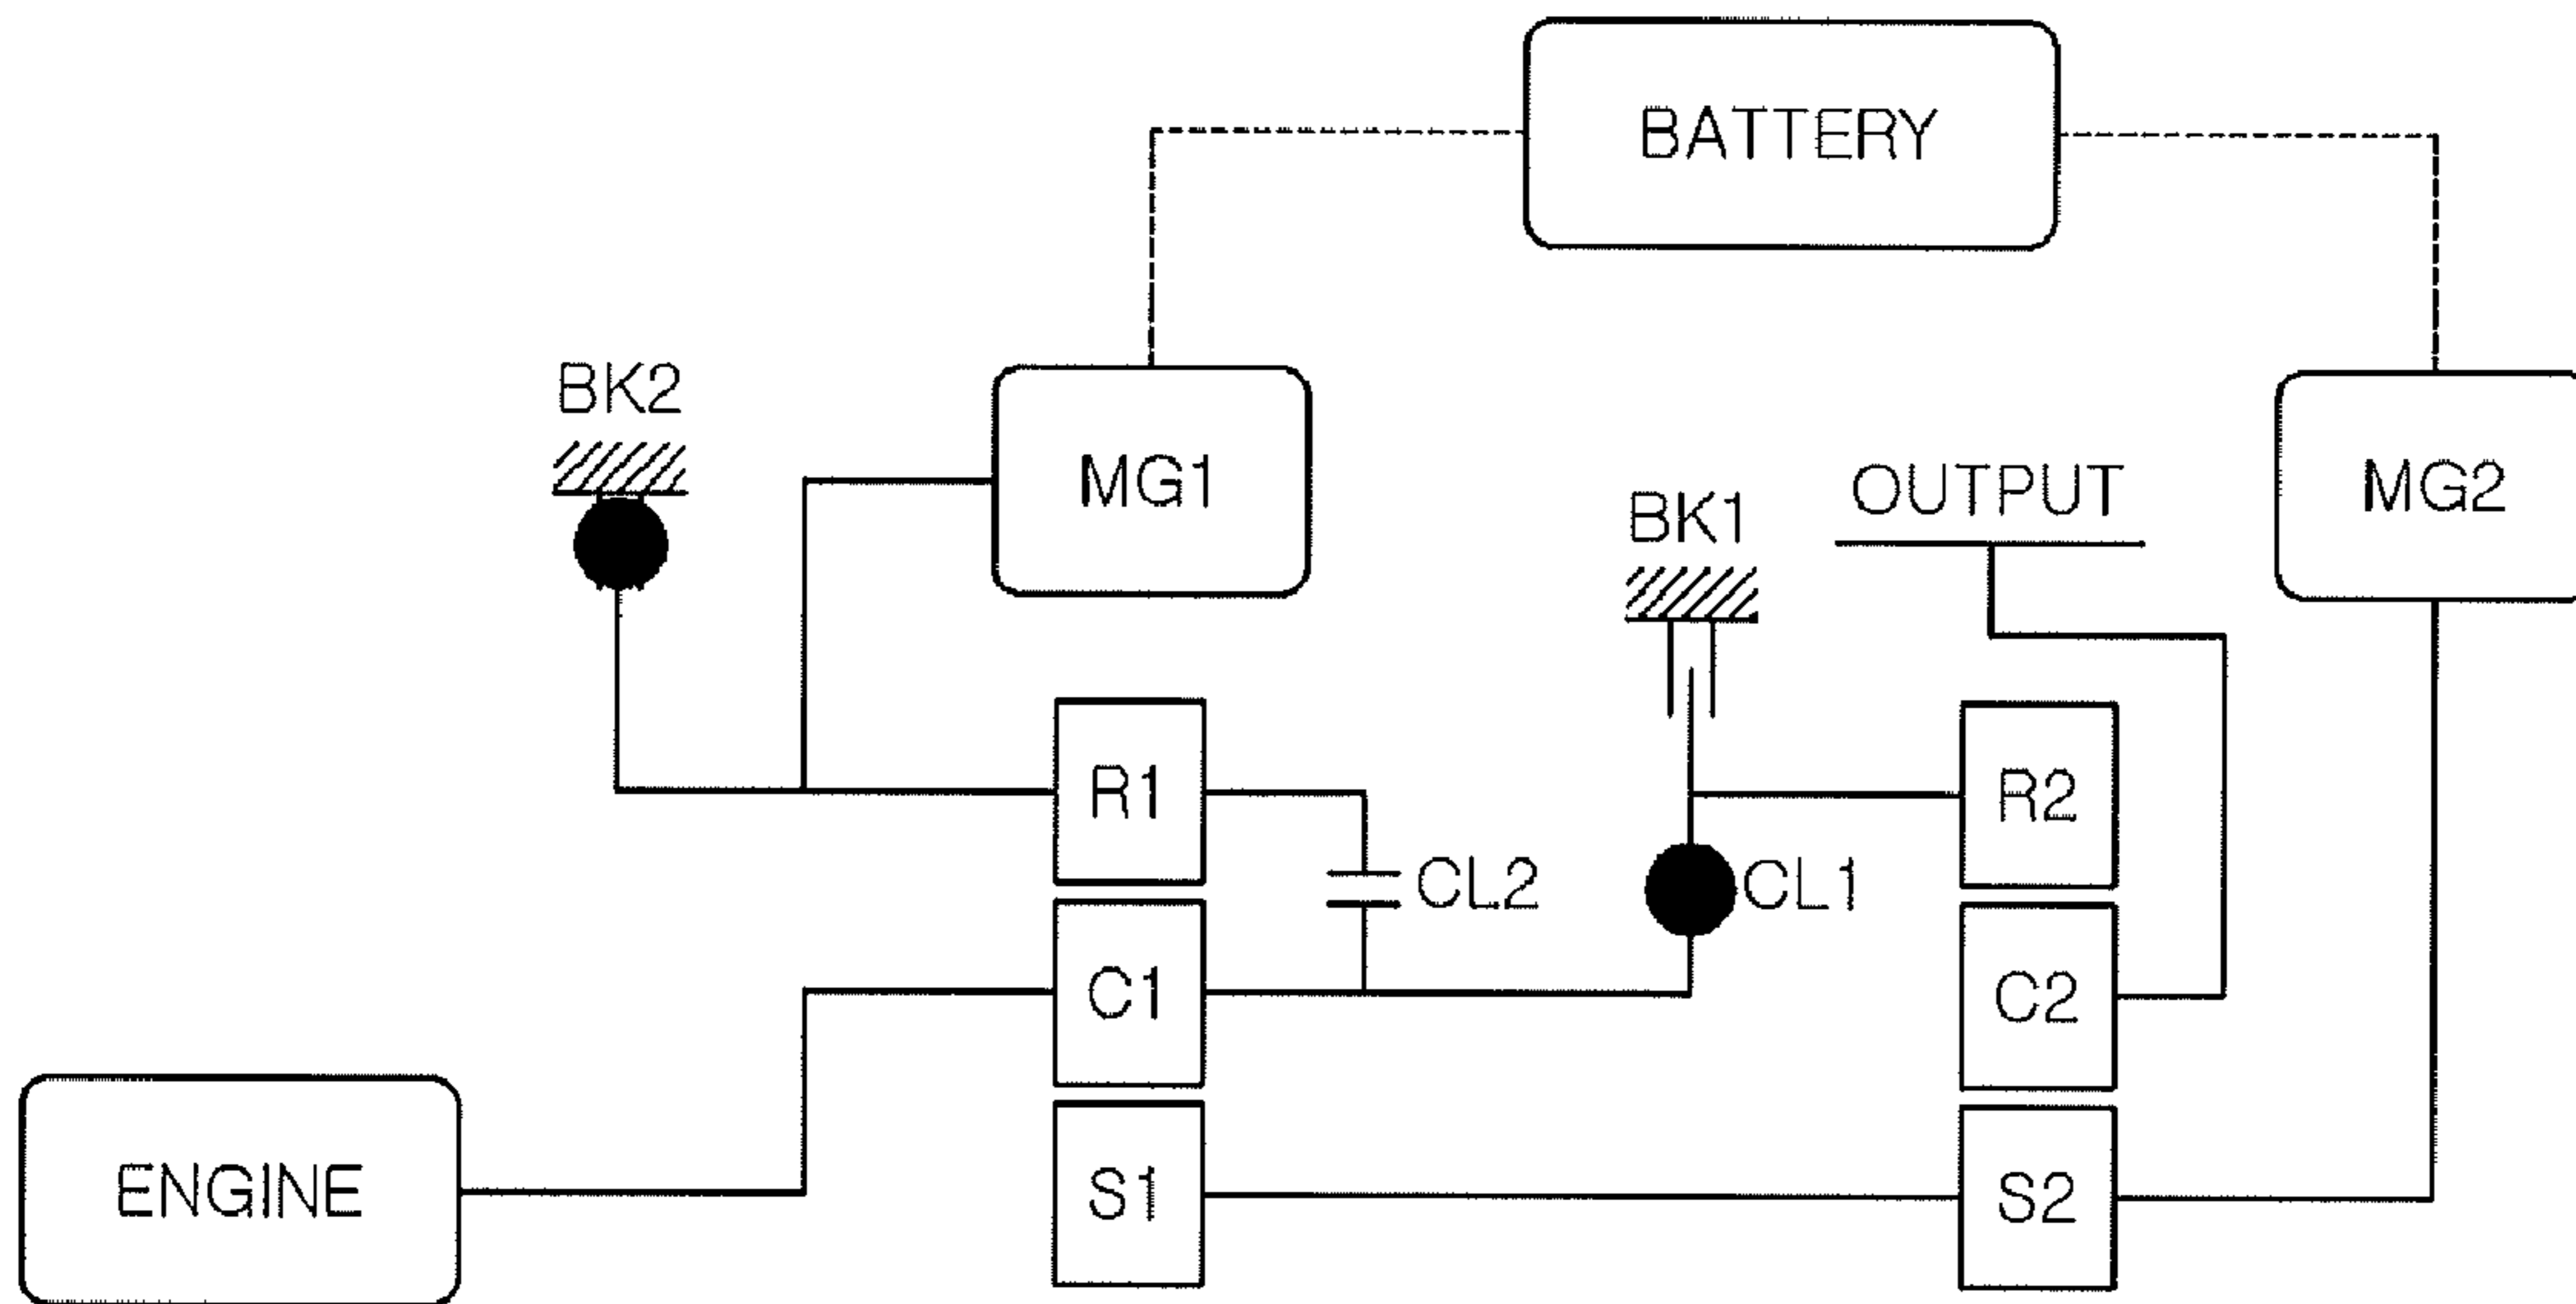 BATTERY
BK2
MG1
BK1
OUTPUT
MG2
R1
R2
CL2
CL1
C1
C2
ENGINE
S1
S2